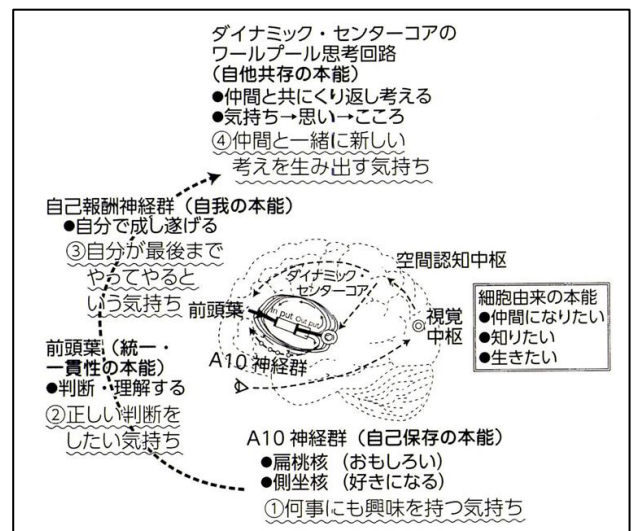 ダイナミック・センターコアの
ワールプール思考回路
(自他共存の本能)
●仲間と共にくり返し考える
●気持ち→思い→こころ
④仲間と一緒に新しい
考えを生み出す気持ち
自己報酬神経群(自我の本能)
●自分で成し遂げる
③自分が最後まで
やってやると
いう気持ち
前頭葉(統一・
一貫性の本能)
●判断・理解する
②正しい判断を
したい気持ち
空間認知中枢
ダイナミック
センターコア
In put Out put
前頭葉
視覚
中枢
A10神経群
細胞由来の本能
●仲間になりたい
●知りたい
●生きたい
A10神経群(自己保存の本能)
●扁桃核(おもしろい)
●側坐核(好きになる)
①何事にも興味を持つ気持ち